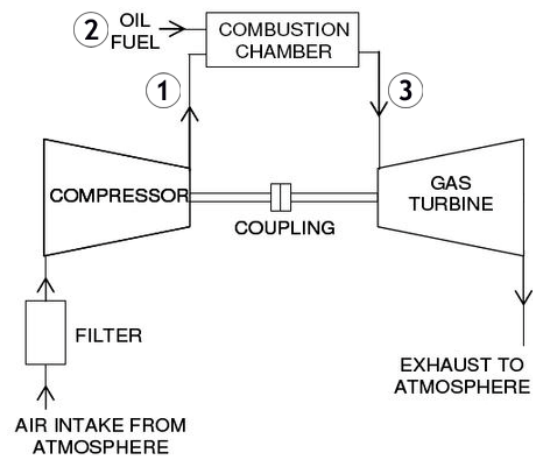 ② OIL
FUEL
COMBUSTION
CHAMBER
①
③
COMPRESSOR
COUPLING
GAS
TURBINE
FILTER
EXHAUST TO
ATMOSPHERE
AIR INTAKE FROM
ATMOSPHERE